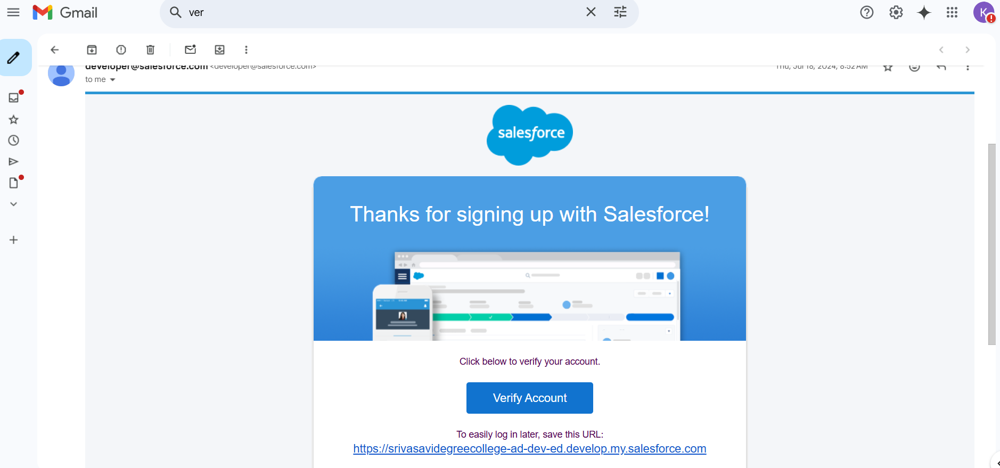 Gmail
ver
K
developer@salesforce.com <developer@salesforce.com>
Thu, Jul 18, 2024, 8:52 AM
to me
salesforce
Thanks for signing up with Salesforce!
Click below to verify your account.
Verify Account
To easily log in later, save this URL:
https://srivasavidegreecollege-ad-dev-ed.develop.my.salesforce.com